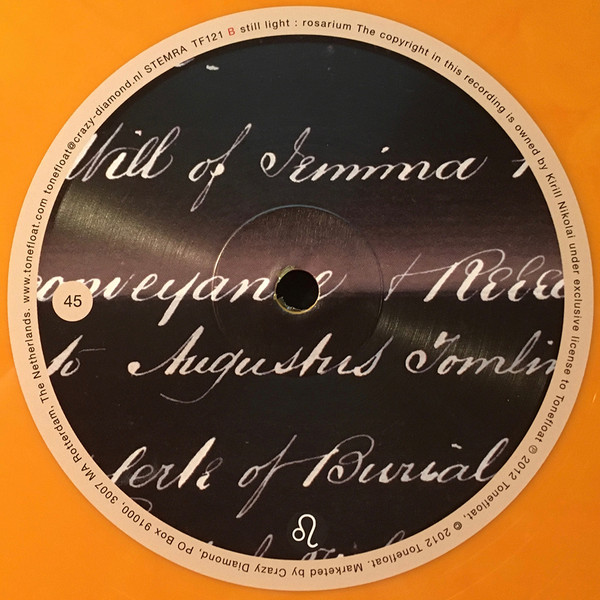 www.tonefloat.com tonefloat@crazy-diamond.nl STEMRA TF121 B still light : rosarium The copyright in this recording is owned by Kirill Nikolai under exclusive license to Tonefloat ℗ 2012 Tonefloat, © 2012 Tonefloat. Marketed by Crazy Diamond, PO Box 91000, 3007 MA Rotterdam, The Netherlands.
Will of Jemima
Conveyance & Relea
45
to Augustus Tomlin
Certe of Burial